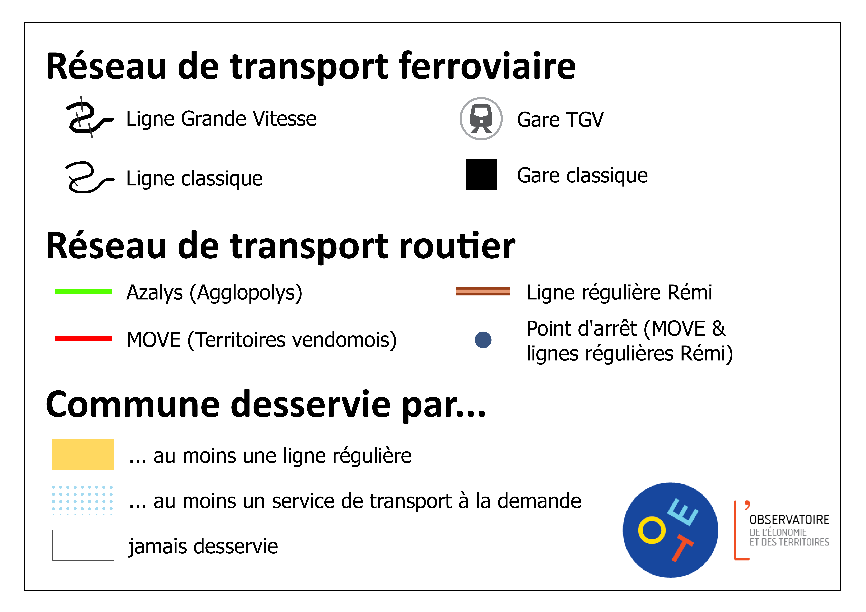 Réseau de transport ferroviaire
Ligne Grande Vitesse
Gare TGV
Ligne classique
Gare classique
Réseau de transport routier
Azalys (Agglopolys)
Ligne régulière Rémi
MOVE (Territoires vendomois)
Point d'arrêt (MOVE &
lignes régulières Rémi)
Commune desservie par...
... au moins une ligne régulière
... au moins un service de transport à la demande
jamais desservie
OTE
L'OBSERVATOIRE
DE L'ÉCONOMIE
ET DES TERRITOIRES